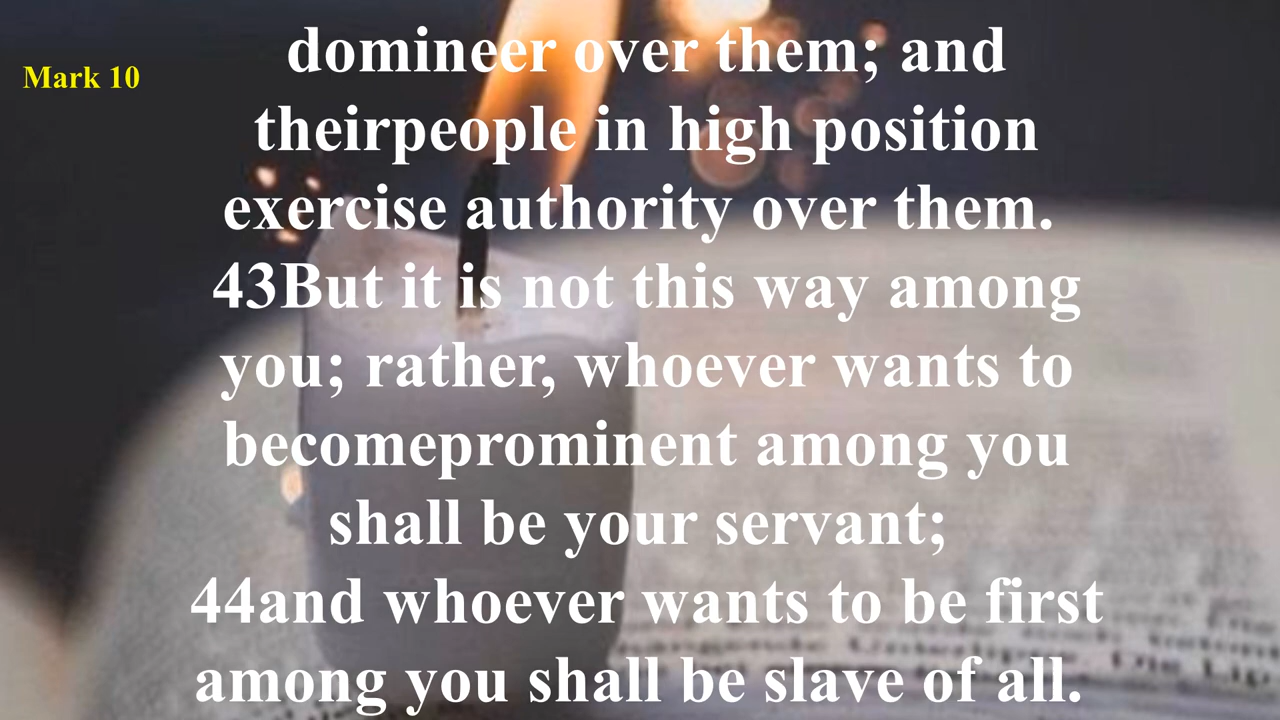 Mark 10
domineer over them; and
theirpeople in high position
exercise authority over them.
43But it is not this way among
you; rather, whoever wants to
becomeprominent among you
shall be your servant;
44and whoever wants to be first
among you shall be slave of all.